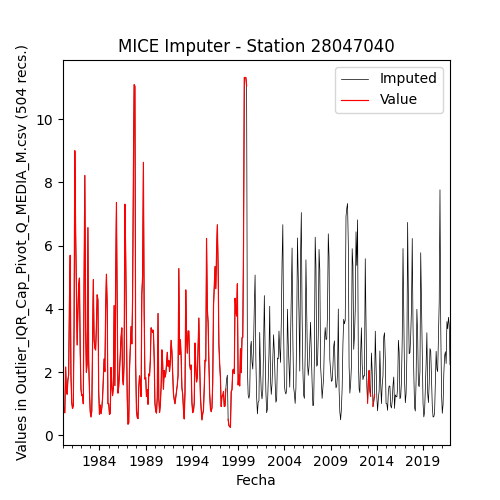 MICE Imputer - Station 28047040
Values in Outlier_IQR_Cap_Pivot_Q_MEDIA_M.csv (504 recs.)
Imputed
Value
10
8
6
4
2
0
1984 1989 1994 1999 2004 2009 2014 2019
Fecha